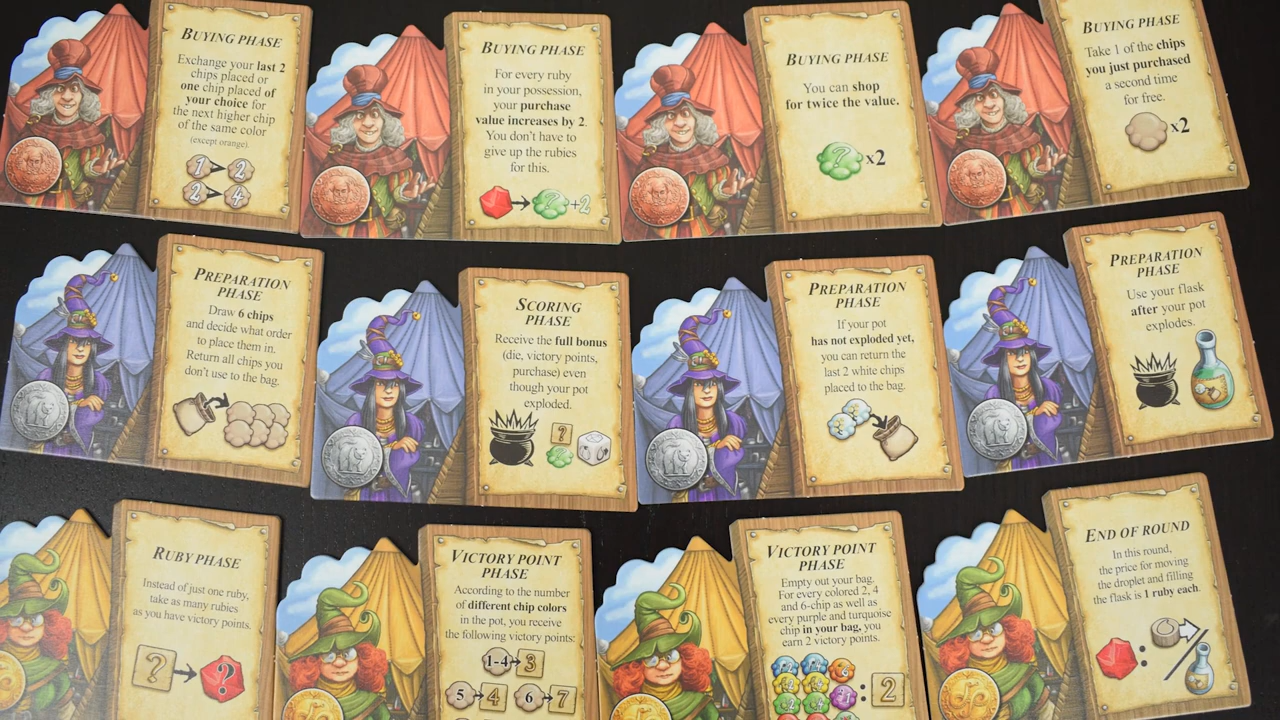 BUYING PHASE
Exchange your last 2
chips placed or
one chip placed of
your choice for
the next higher chip
of the same color
(except orange).
1 2
2 4
BUYING PHASE
For every ruby
in your possession,
your purchase
value increases by 2.
You don't have to
give up the rubies
for this.
? +2
BUYING PHASE
You can shop
for twice the value.
? x2
BUYING PHASE
Take 1 of the chips
you just purchased
a second time
for free.
x2
PREPARATION
PHASE
Draw 6 chips
and decide what order
to place them in.
Return all chips you
don't use to the bag.
SCORING
PHASE
Receive the full bonus
(die, victory points,
purchase) even
though your pot
exploded.
?
?
PREPARATION
PHASE
If your pot
has not exploded yet,
you can return the
last 2 white chips
placed to the bag.
PREPARATION
PHASE
Use your flask
after your pot
explodes.
RUBY PHASE
Instead of just one ruby,
take as many rubies
as you have victory points.
? ?
VICTORY POINT
PHASE
According to the number
of different chip colors
in the pot, you receive
the following victory points:
1-4 3
5 4 6 7
VICTORY POINT
PHASE
Empty out your bag.
For every colored 2, 4
and 6-chip as well as
every purple and turquoise
chip in your bag, you
earn 2 victory points.
: 2
END OF ROUND
In this round,
the price for moving
the droplet and filling
the flask is 1 ruby each.
: /